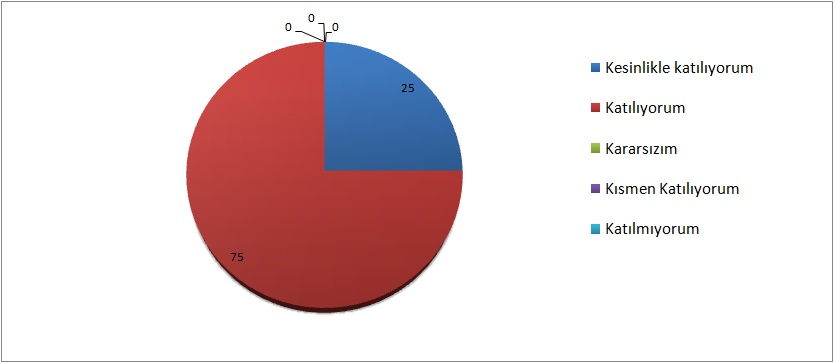 0
0
0
25
75
Kesinlikle katılıyorum
Katılıyorum
Kararsızım
Kısmen Katılıyorum
Katılmıyorum